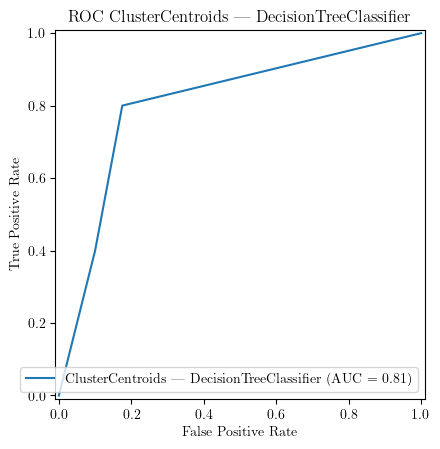 ROC ClusterCentroids — DecisionTreeClassifier
True Positive Rate
1.0
0.8
0.6
0.4
0.2
0.0
ClusterCentroids — DecisionTreeClassifier (AUC = 0.81)
0.0 0.2 0.4 0.6 0.8 1.0
False Positive Rate